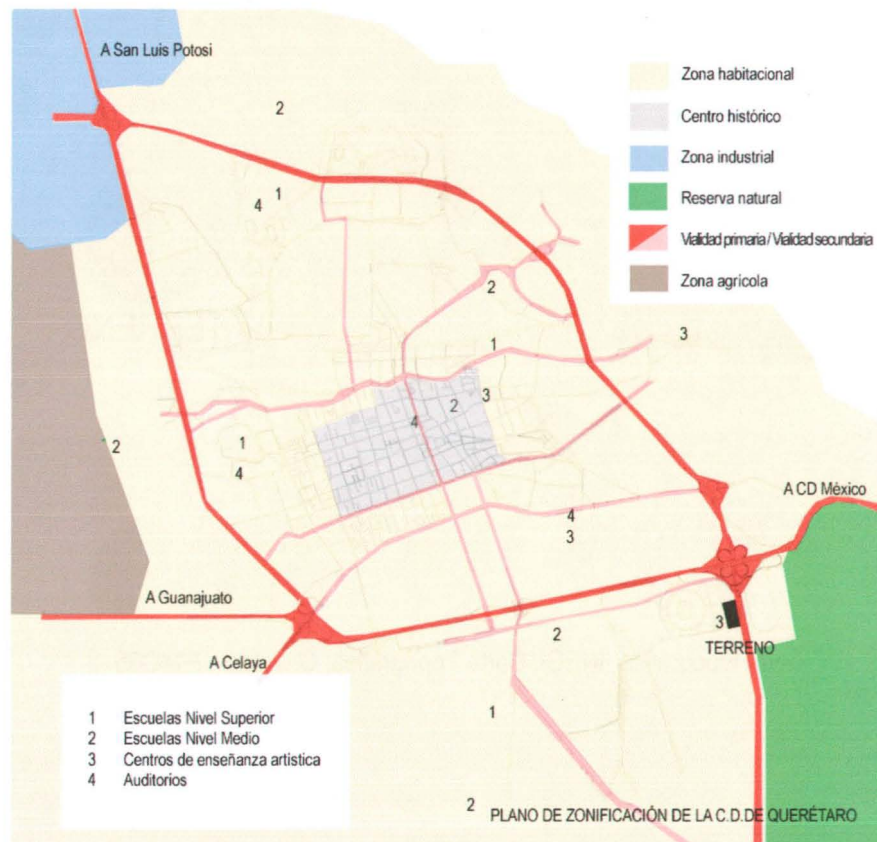 A San Luis Potosi
Zona habitacional
Centro histórico
Zona industrial
Reserva natural
Vialidad primaria / Vialidad secundaria
Zona agrícola
2
1
4
2
1
3
3
2
4
1
2
4
4
3
A CD México
A Guanajuato
3
2
TERRENO
A Celaya
1 Escuelas Nivel Superior
2 Escuelas Nivel Medio
3 Centros de enseñanza artistica
4 Auditorios
1
2
PLANO DE ZONIFICACIÓN DE LA C.D.DE QUERÉTARO